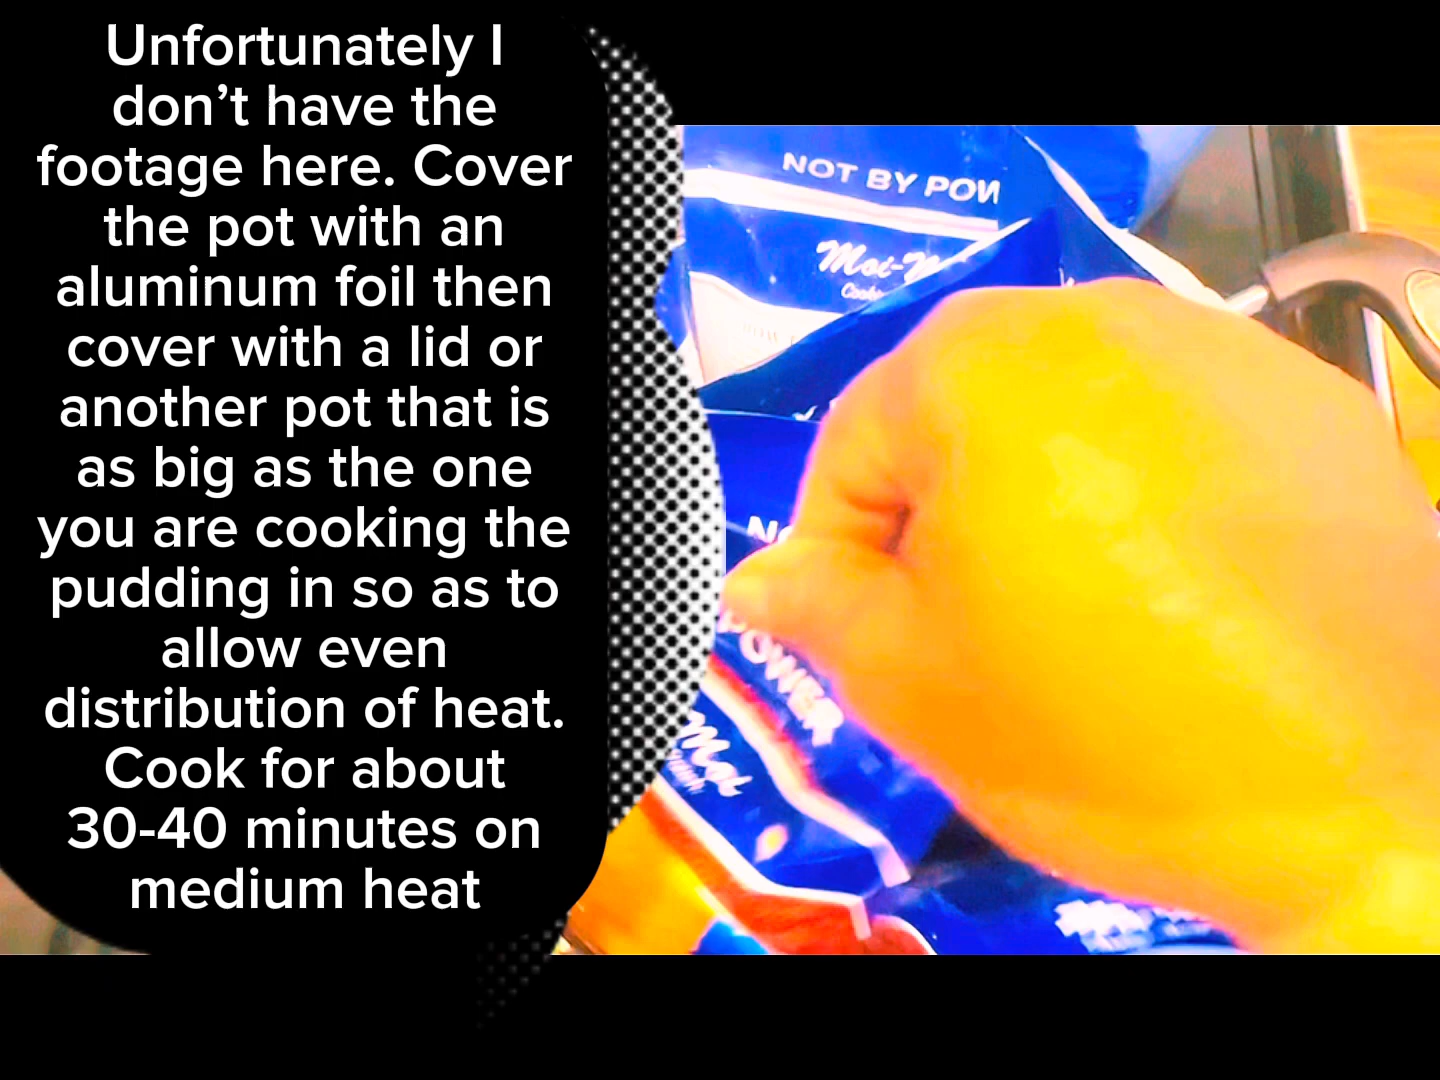 Unfortunately I
don’t have the
footage here. Cover
the pot with an
aluminum foil then
cover with a lid or
another pot that is
as big as the one
you are cooking the
pudding in so as to
allow even
distribution of heat.
Cook for about
30-40 minutes on
medium heat
NOT BY
Moi-
POWER